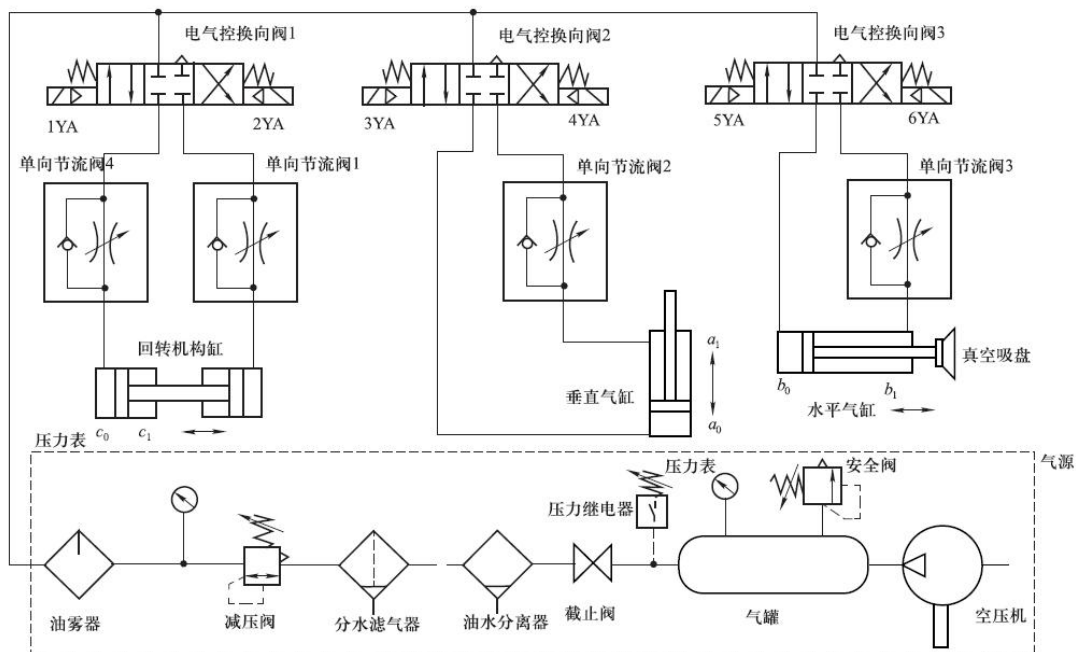 电气控换向阀1
电气控换向阀2
电气控换向阀3
1YA
2YA
3YA
4YA
5YA
6YA
单向节流阀4
单向节流阀1
单向节流阀2
单向节流阀3
回转机构缸
c0
c1
垂直气缸
a1
a0
真空吸盘
b0
b1
水平气缸
压力表
气源
压力继电器
压力表
安全阀
油雾器
减压阀
分水滤气器
油水分离器
截止阀
气罐
空压机